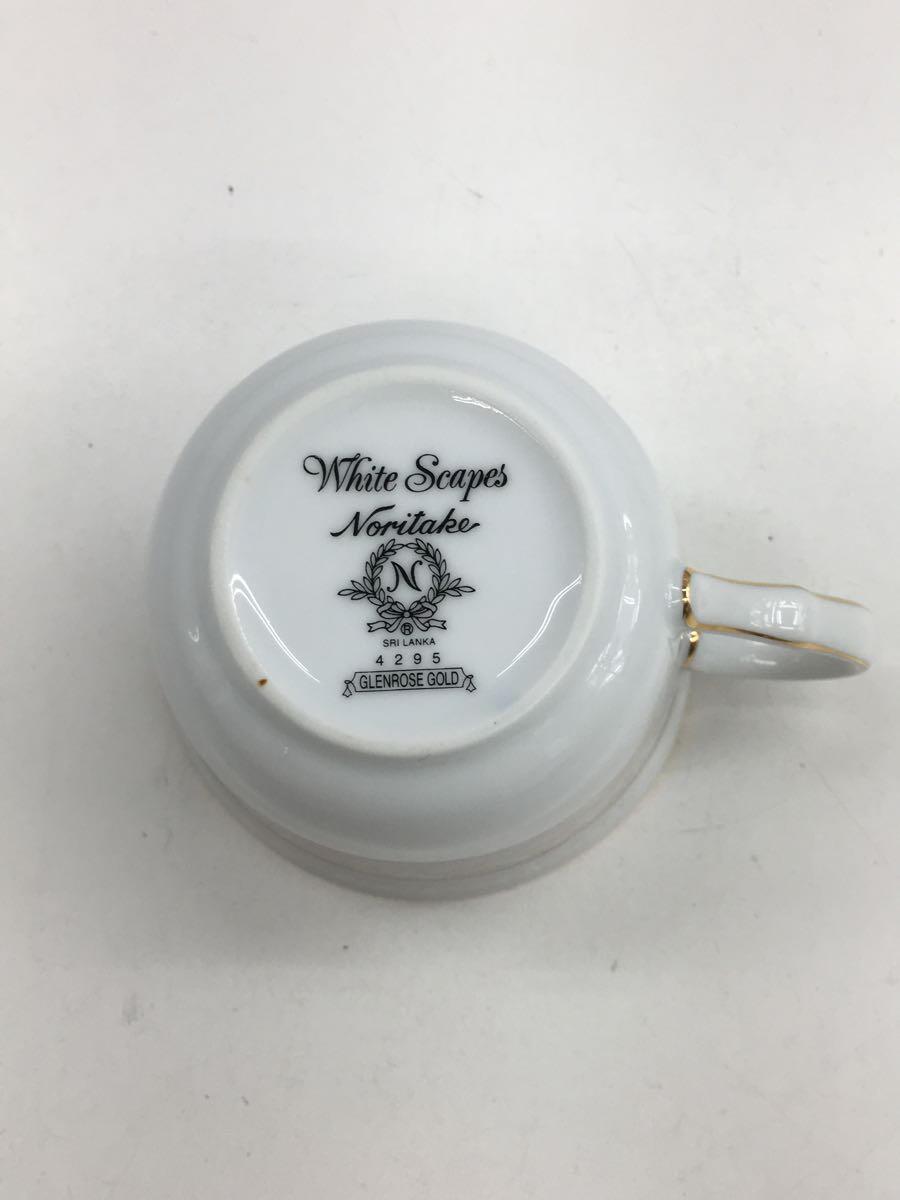 White Scapes
Noritake
N
®
SRI LANKA
4295
GLENROSE GOLD